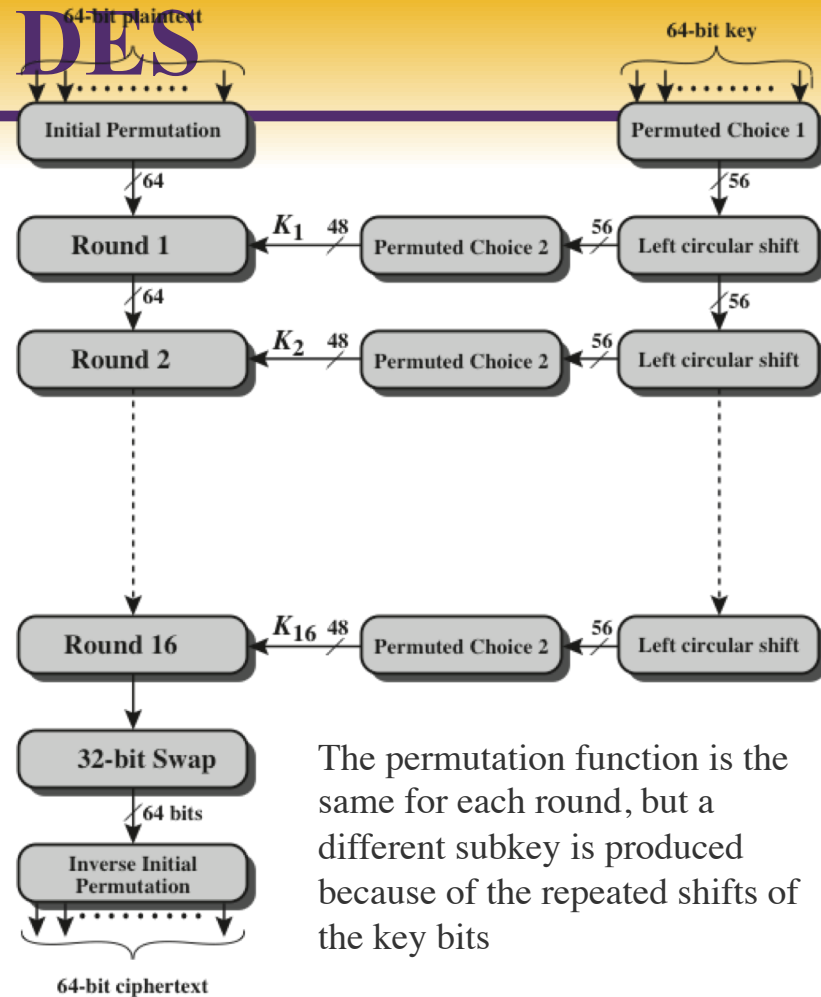 DES
64-bit plaintext
64-bit key
Initial Permutation
Permuted Choice 1
64
56
Round 1
K1
48
Permuted Choice 2
56
Left circular shift
64
56
Round 2
K2
48
Permuted Choice 2
56
Left circular shift
Round 16
K16
48
Permuted Choice 2
56
Left circular shift
32-bit Swap
64 bits
Inverse Initial
Permutation
64-bit ciphertext
The permutation function is the
same for each round, but a
different subkey is produced
because of the repeated shifts of
the key bits